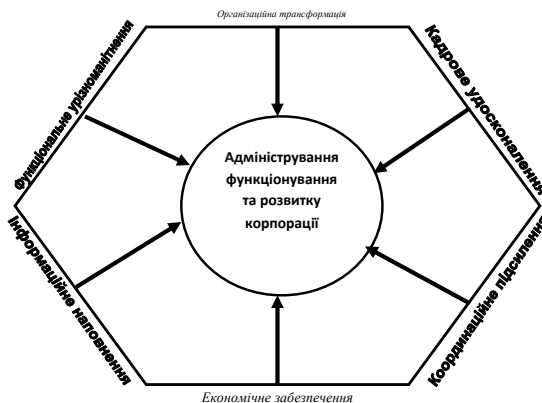 Організаційна трансформація
Функціональне урізноманітнення
Кадрове удосконалення
Адміністрування
функціонування
та розвитку
корпорації
Інформаційне наповнення
Координаційне підсилення
Економічне забезпечення